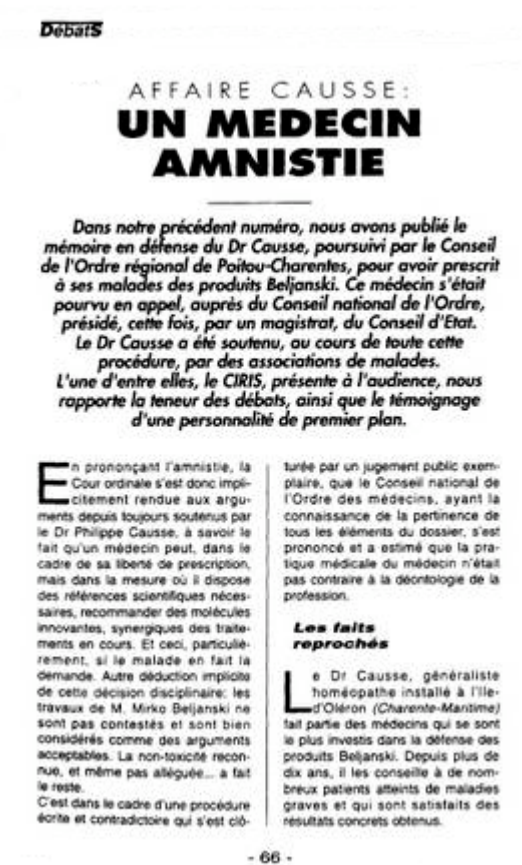 DébatS
AFFAIRE CAUSSE:
UN MEDECIN
AMNISTIE
Dans notre précédent numéro, nous avons publié le
mémoire en défense du Dr Causse, poursuivi par le Conseil
de l'Ordre régional de Poitou-Charentes, pour avoir prescrit
à ses malades des produits Beljanski. Ce médecin s'était
pourvu en appel, auprès du Conseil national de l'Ordre,
présidé, cette fois, par un magistrat, du Conseil d'Etat.
Le Dr Causse a été soutenu, au cours de toute cette
procédure, par des associations de malades.
L'une d'entre elles, le CIRIS, présente à l'audience, nous
rapporte la teneur des débats, ainsi que le témoignage
d'une personnalité de premier plan.
En prononçant l'amnistie, la
Cour ordinale s'est donc impli-
citement rendue aux argu-
ments depuis toujours soutenus par
le Dr Philippe Causse, à savoir le
fait qu'un médecin peut, dans le
cadre de sa liberté de prescription,
mais dans la mesure où il dispose
des références scientifiques néces-
saires, recommander des molécules
innovantes, synergiques des traite-
ments en cours. Et ceci, particuliè-
rement, si le malade en fait la
demande. Autre déduction implicite
de cette décision disciplinaire: les
travaux de M. Mirko Beljanski ne
sont pas contestés et sont bien
considérés comme des arguments
acceptables. La non-toxicité recon-
nue, et même pas alléguée... a fait
le reste.
C'est dans le cadre d'une procédure
écrite et contradictoire qui s'est clô-
turée par un jugement public exem-
plaire, que le Conseil national de
l'Ordre des médecins, ayant la
connaissance de la pertinence de
tous les éléments du dossier, s'est
prononcé et a estimé que la pra-
tique médicale du médecin n'était
pas contraire à la déontologie de la
profession.
Les faits
reprochés
Le Dr Causse, généraliste
homéopathe installé à l'Ile-
d'Oléron (Charente-Maritime)
fait partie des médecins qui se sont
le plus investis dans la défense des
produits Beljanski. Depuis plus de
dix ans, il les conseille à de nom-
breux patients atteints de maladies
graves et qui sont satisfaits des
résultats concrets obtenus.
- 66 -